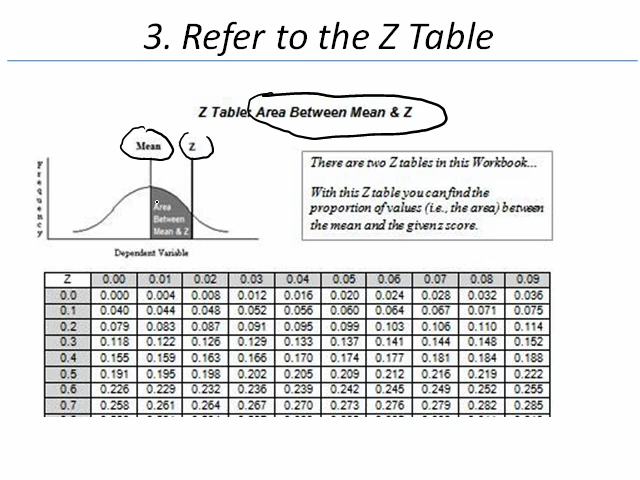 3. Refer to the Z Table
Z Table: Area Between Mean & Z
Mean Z
Frequency
Area
Between
Mean & Z
Dependent Variable
There are two Z tables in this Workbook...
With this Z table you can find the
proportion of values (i.e., the area) between
the mean and the given z score.
Z 0.00 0.01 0.02 0.03 0.04 0.05 0.06 0.07 0.08 0.09
0.0 0.000 0.004 0.008 0.012 0.016 0.020 0.024 0.028 0.032 0.036
0.1 0.040 0.044 0.048 0.052 0.056 0.060 0.064 0.067 0.071 0.075
0.2 0.079 0.083 0.087 0.091 0.095 0.099 0.103 0.106 0.110 0.114
0.3 0.118 0.122 0.126 0.129 0.133 0.137 0.141 0.144 0.148 0.152
0.4 0.155 0.159 0.163 0.166 0.170 0.174 0.177 0.181 0.184 0.188
0.5 0.191 0.195 0.198 0.202 0.205 0.209 0.212 0.216 0.219 0.222
0.6 0.226 0.229 0.232 0.236 0.239 0.242 0.245 0.249 0.252 0.255
0.7 0.258 0.261 0.264 0.267 0.270 0.273 0.276 0.279 0.282 0.285